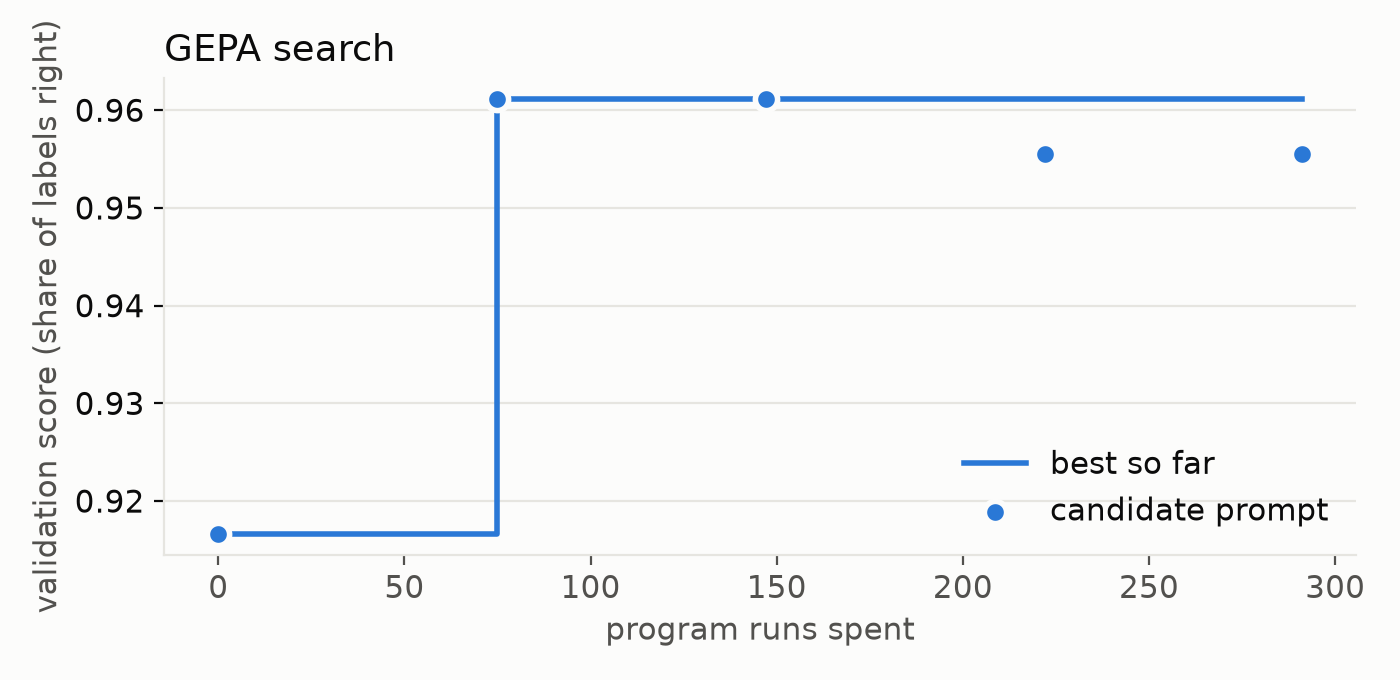 GEPA search
validation score (share of labels right)
0.96
0.95
0.94
0.93
0.92
best so far
candidate prompt
0 50 100 150 200 250 300
program runs spent